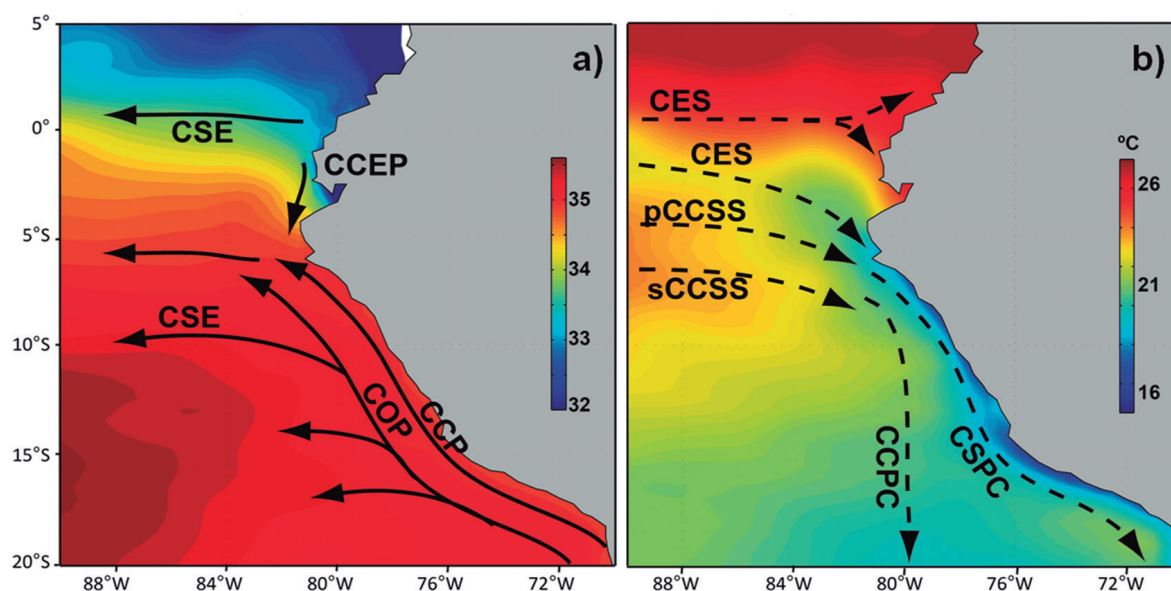 a)
5°
0°
5°S
10°S
15°S
20°S
CSE
CCEP
CSE
COP
CCP
35
34
33
32
88°W
84°W
80°W
76°W
72°W
b)
CES
CES
pCCSS
sCCSS
CCPC
CSPC
ºC
26
21
16
88°W
84°W
80°W
76°W
72°W